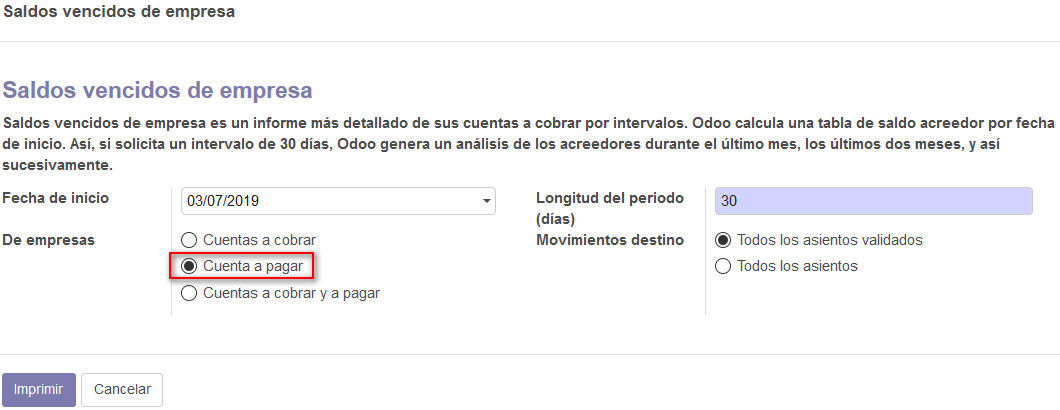 Saldos vencidos de empresa
Saldos vencidos de empresa
Saldos vencidos de empresa es un informe más detallado de sus cuentas a cobrar por intervalos. Odoo calcula una tabla de saldo acreedor por fecha
de inicio. Así, si solicita un intervalo de 30 días, Odoo genera un análisis de los acreedores durante el último mes, los últimos dos meses, y así
sucesivamente.
Fecha de inicio
03/07/2019
Longitud del periodo
(días)
30
De empresas
Cuentas a cobrar
Cuenta a pagar
Cuentas a cobrar y a pagar
Movimientos destino
Todos los asientos validados
Todos los asientos
Imprimir
Cancelar